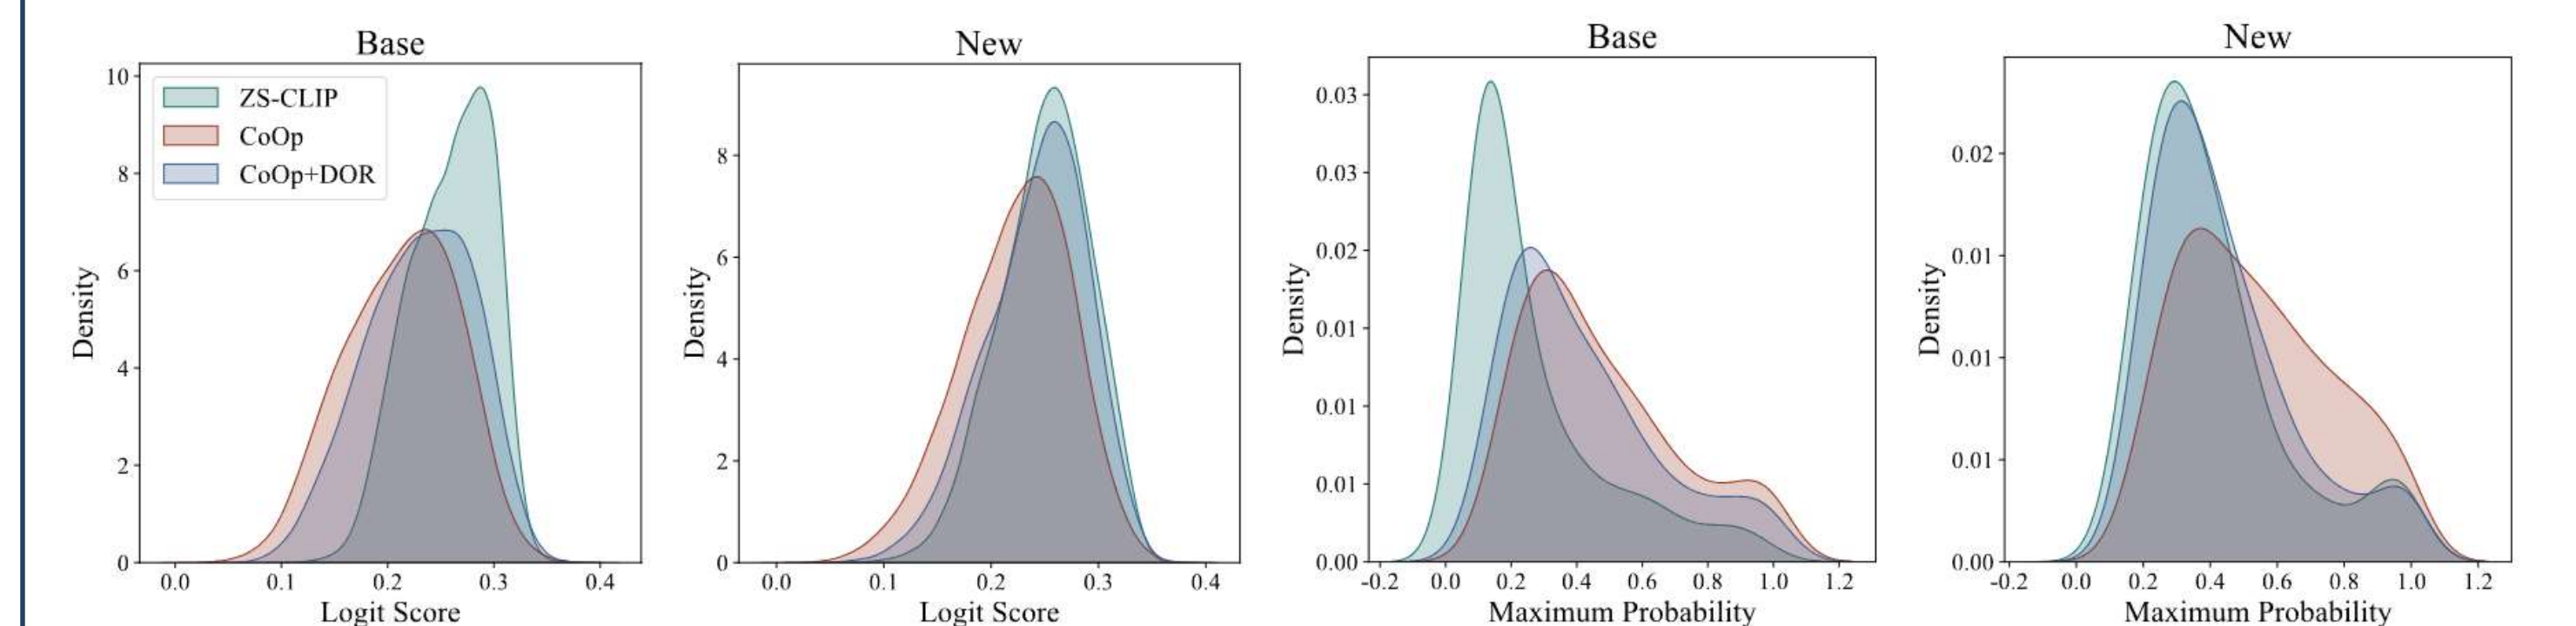 Base
10
8
6
4
2
0
Density
ZS-CLIP
CoOp
CoOp+DOR
0.0 0.1 0.2 0.3 0.4
Logit Score
New
8
6
4
2
0
Density
0.0 0.1 0.2 0.3 0.4
Logit Score
Base
0.03
0.03
0.02
0.01
0.01
0.01
0.00
Density
-0.2 0.0 0.2 0.4 0.6 0.8 1.0 1.2
Maximum Probability
New
0.02
0.01
0.01
0.01
0.00
Density
-0.2 0.0 0.2 0.4 0.6 0.8 1.0 1.2
Maximum Probability